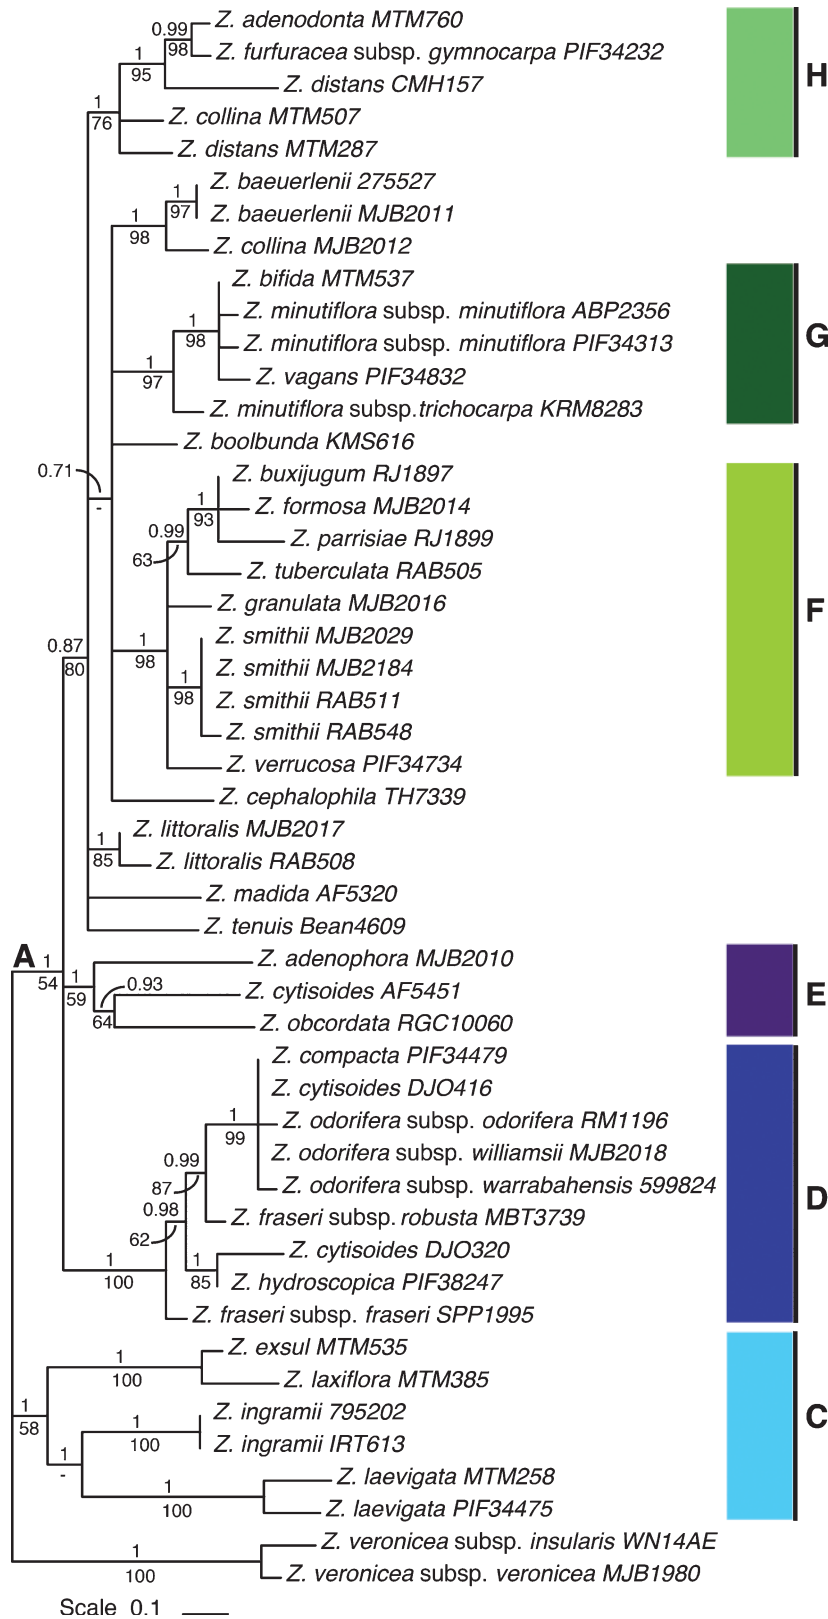 Z. adenodonta MTM760
0.99
98
Z. furfuracea subsp. gymnocarpa PIF34232
1
95
H
Z. distans CMH157
1
76
Z. collina MTM507
Z. distans MTM287
Z. baeuerlenii 275527
1
97
Z. baeuerlenii MJB2011
1
98
Z. collina MJB2012
Z. bifida MTM537
Z. minutiflora subsp. minutiflora ABP2356
1
98
G
Z. minutiflora subsp. minutiflora PIF34313
1
97
Z. vagans PIF34832
Z. minutiflora subsp.trichocarpa KRM8283
Z. boolbunda KMS616
0.71
-
Z. buxijugum RJ1897
1
93
Z. formosa MJB2014
0.99
63
Z. parrisiae RJ1899
Z. tuberculata RAB505
Z. granulata MJB2016
F
Z. smithii MJB2029
0.87
80
1
98
Z. smithii MJB2184
1
98
Z. smithii RAB511
Z. smithii RAB548
Z. verrucosa PIF34734
Z. cephalophila TH7339
Z. littoralis MJB2017
1
85
Z. littoralis RAB508
Z. madida AF5320
Z. tenuis Bean4609
A
1
54
Z. adenophora MJB2010
1
59
0.93
64
Z. cytisoides AF5451
E
Z. obcordata RGC10060
Z. compacta PIF34479
Z. cytisoides DJO416
1
99
Z. odorifera subsp. odorifera RM1196
Z. odorifera subsp. williamsii MJB2018
0.99
87
Z. odorifera subsp. warrabahensis 599824
D
0.98
62
Z. fraseri subsp. robusta MBT3739
Z. cytisoides DJO320
1
100
1
85
Z. hydroscopica PIF38247
Z. fraseri subsp. fraseri SPP1995
Z. exsul MTM535
1
100
Z. laxiflora MTM385
1
58
C
Z. ingramii 795202
1
100
Z. ingramii IRT613
1
-
Z. laevigata MTM258
1
100
Z. laevigata PIF34475
Z. veronicea subsp. insularis WN14AE
1
100
Z. veronicea subsp. veronicea MJB1980
Scale 0.1